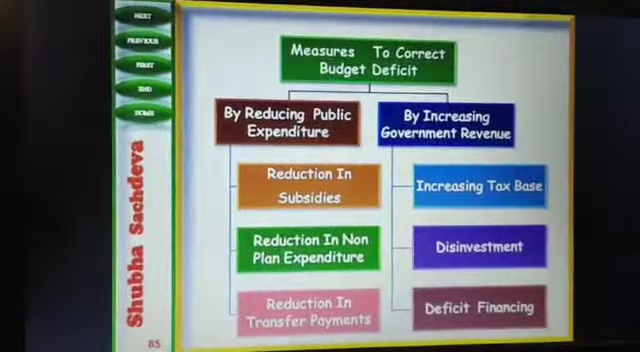 NEXT
PREVIOUS
FIRST
END
HOME
Shubha Sachdeva
85
Measures To Correct
Budget Deficit
By Reducing Public
Expenditure
By Increasing
Government Revenue
Reduction In
Subsidies
Increasing Tax Base
Reduction In Non
Plan Expenditure
Disinvestment
Reduction In
Transfer Payments
Deficit Financing